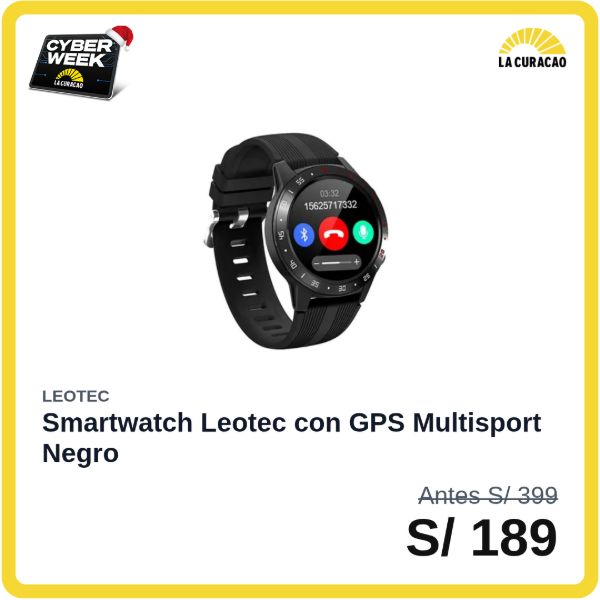 CYBER
WEEK
LA CURACAO
LA CURACAO
03:32
15625717332
LEOTEC
Smartwatch Leotec con GPS Multisport
Negro
Antes S/ 399
S/ 189